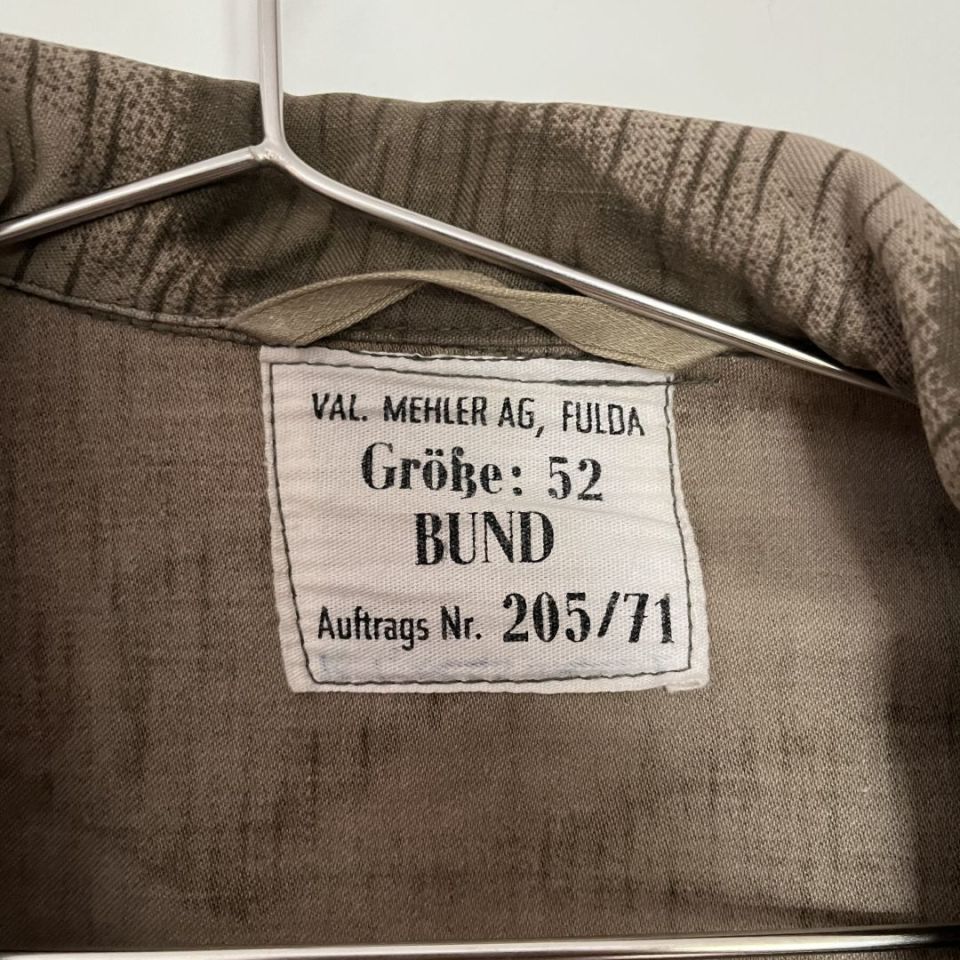 VAL. MEHLER AG, FULDA
Größe: 52
BUND
Auftrags Nr. 205/71